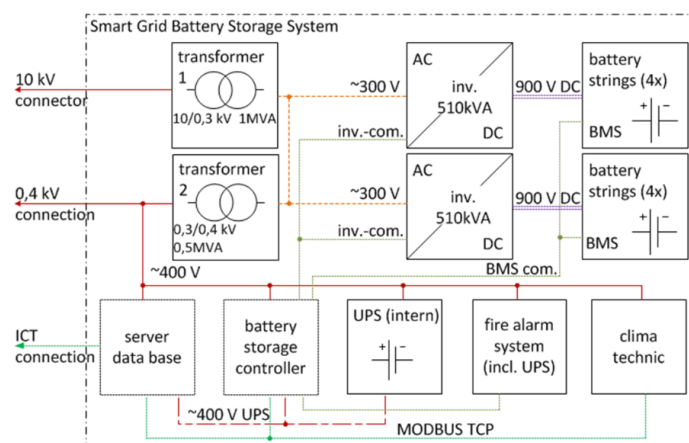 Smart Grid Battery Storage System
10 kV
connector
transformer
1
10/0,3 kV 1MVA
~300 V
AC
inv.
510kVA
DC
900 V DC
battery
strings (4x)
+ -
BMS
inv.-com.
0,4 kV
connection
transformer
2
0,3/0,4 kV
0,5MVA
~300 V
AC
inv.
510kVA
DC
900 V DC
battery
strings (4x)
+ -
BMS
inv.-com.
~400 V
BMS com.
ICT
connection
server
data base
battery
storage
controller
UPS (intern)
+ -
fire alarm
system
(incl. UPS)
clima
technic
~400 V UPS
MODBUS TCP